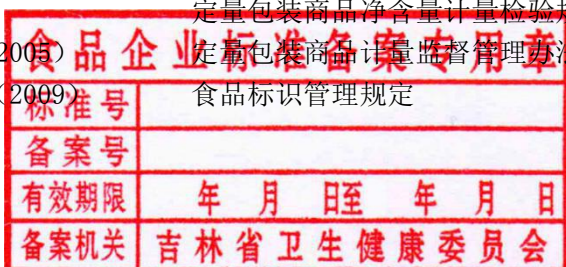 定量包装商品净含量计量检验规
2005) 定量包装商品计量监督管理办法
(2009) 食品标识管理规定
食品企业标准备案专用章
标准号
备案号
有效期限 年 月 日至 年 月 日
备案机关 吉林省卫生健康委员会